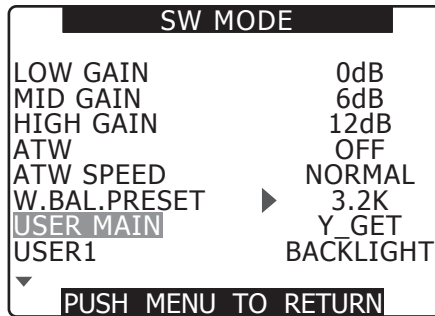 SW MODE
LOW GAIN 0dB
MID GAIN 6dB
HIGH GAIN 12dB
ATW OFF
ATW SPEED NORMAL
W.BAL.PRESET 3.2K
USER MAIN Y_GET
USER1 BACKLIGHT
PUSH MENU TO RETURN